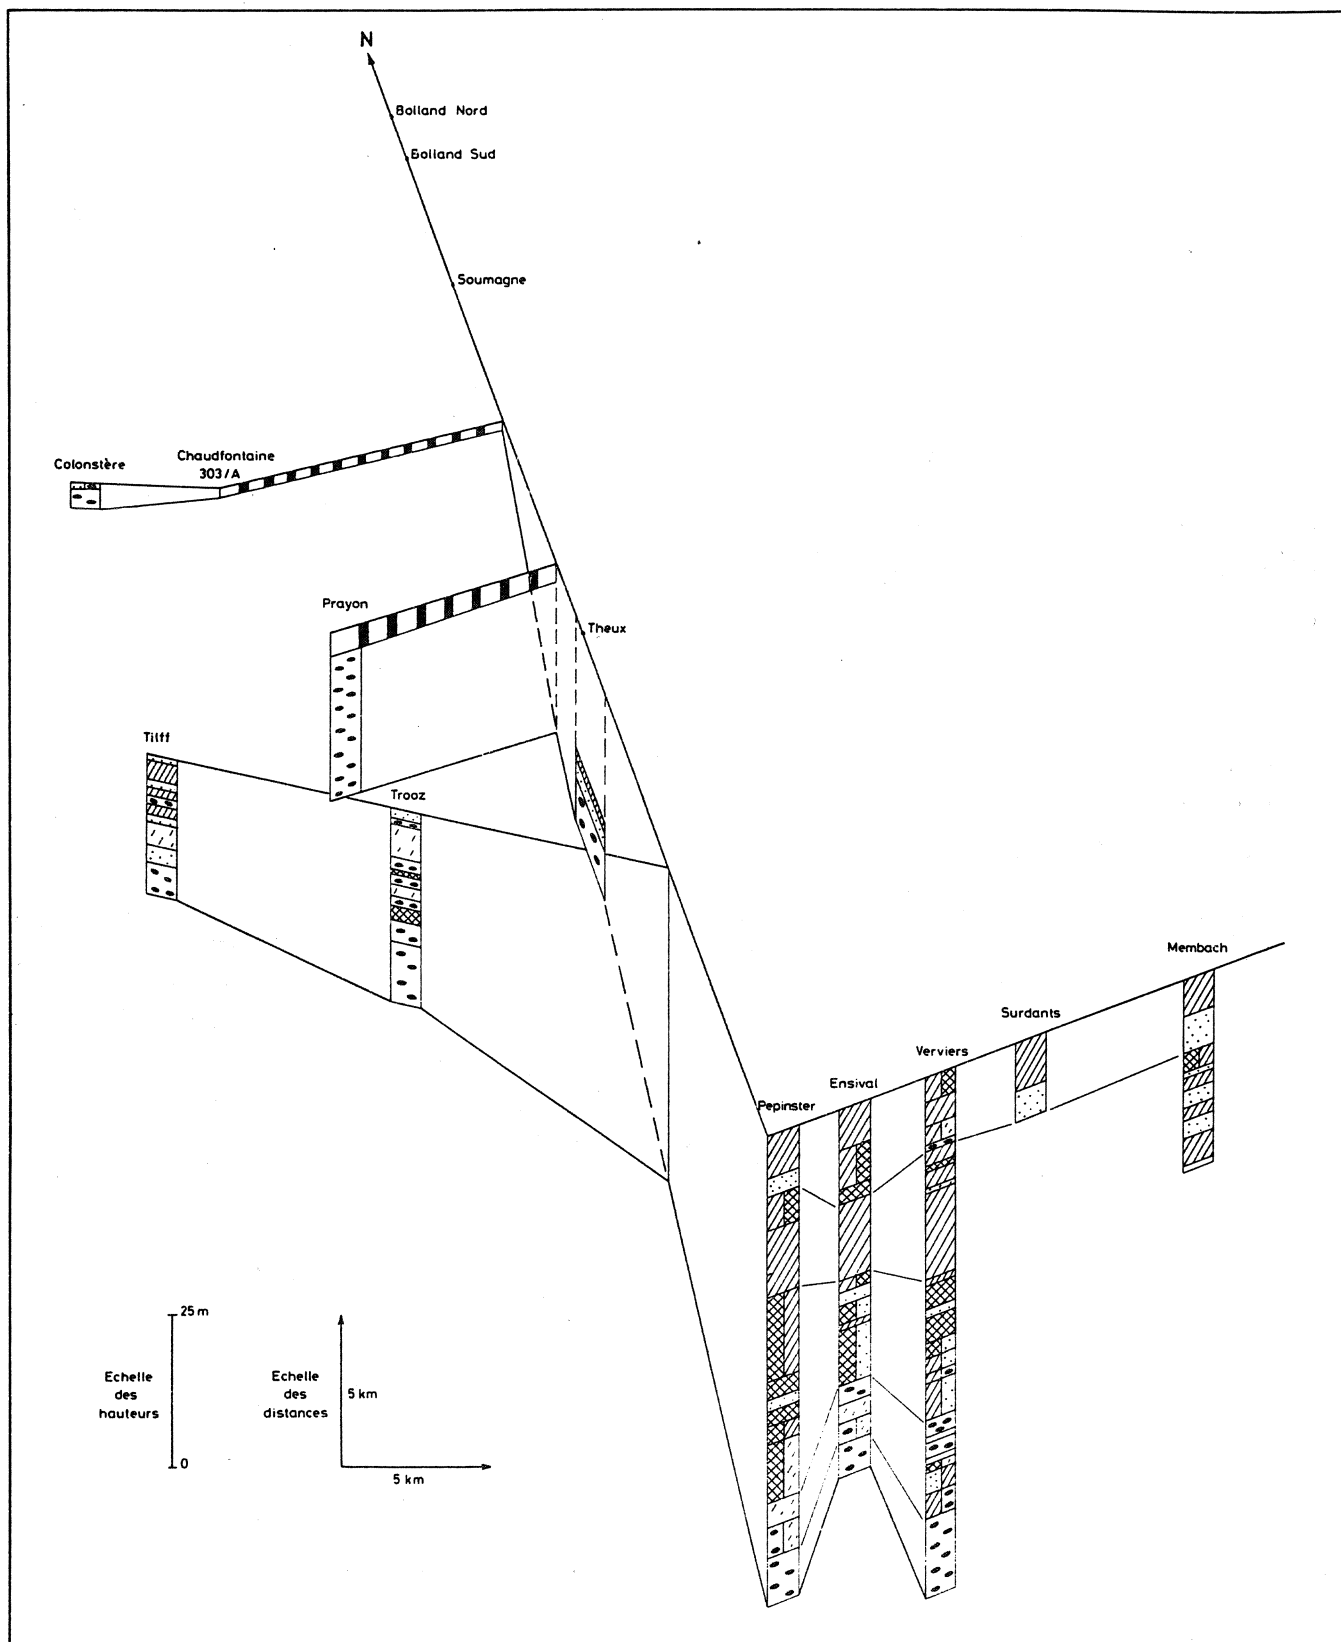 N
Bolland Nord
Bolland Sud
Soumagne
Chaudfontaine
303/A
Colonstère
Prayon
Theux
Tilff
Trooz
Membach
Surdants
Verviers
Ensival
Pepinster
25 m
Echelle
des
hauteurs
0
Echelle
des
distances
5 km
5 km